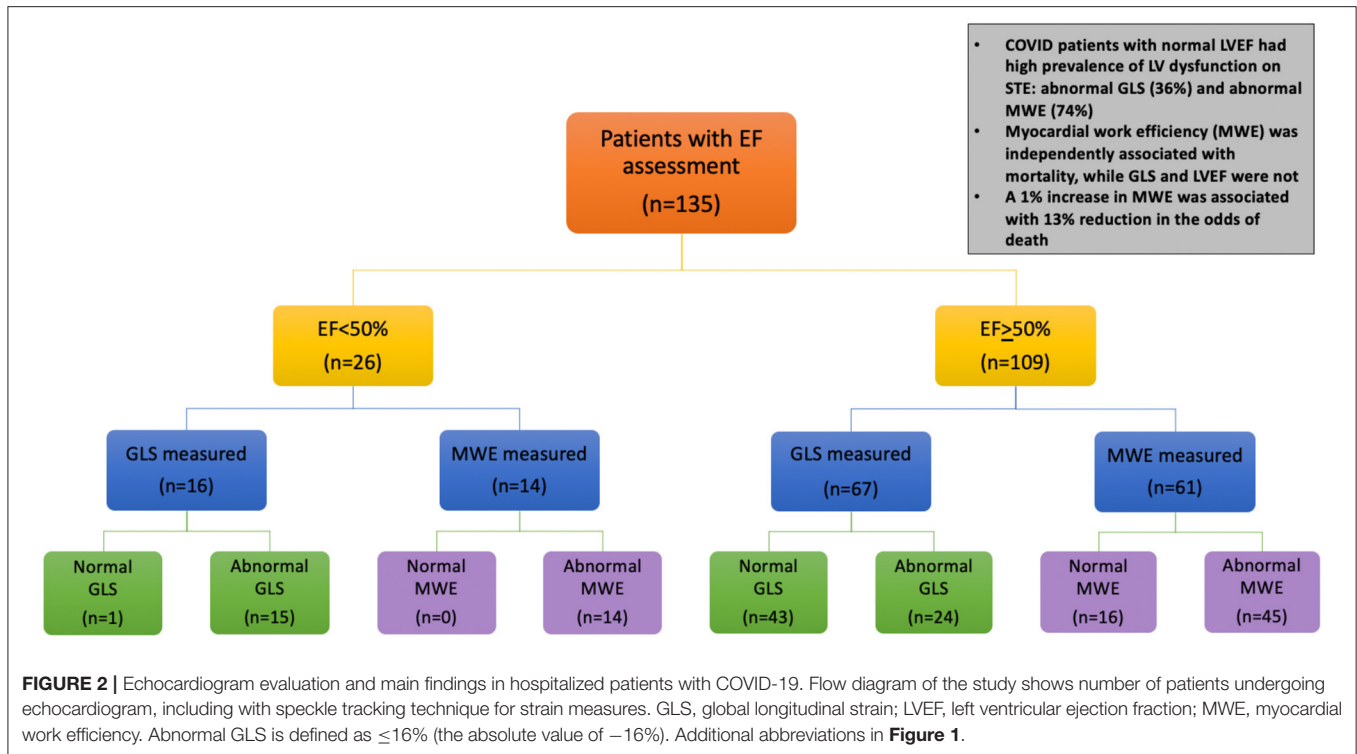 • COVID patients with normal LVEF had
high prevalence of LV dysfunction on
STE: abnormal GLS (36%) and abnormal
MWE (74%)
• Myocardial work efficiency (MWE) was
independently associated with
mortality, while GLS and LVEF were not
• A 1% increase in MWE was associated
with 13% reduction in the odds of
death
Patients with EF
assessment
(n=135)
EF<50%
(n=26)
EF≥50%
(n=109)
GLS measured
(n=16)
MWE measured
(n=14)
GLS measured
(n=67)
MWE measured
(n=61)
Normal
GLS
(n=1)
Abnormal
GLS
(n=15)
Normal
MWE
(n=0)
Abnormal
MWE
(n=14)
Normal
GLS
(n=43)
Abnormal
GLS
(n=24)
Normal
MWE
(n=16)
Abnormal
MWE
(n=45)
FIGURE 2 | Echocardiogram evaluation and main findings in hospitalized patients with COVID-19. Flow diagram of the study shows number of patients undergoing
echocardiogram, including with speckle tracking technique for strain measures. GLS, global longitudinal strain; LVEF, left ventricular ejection fraction; MWE, myocardial
work efficiency. Abnormal GLS is defined as ≤16% (the absolute value of −16%). Additional abbreviations in Figure 1.